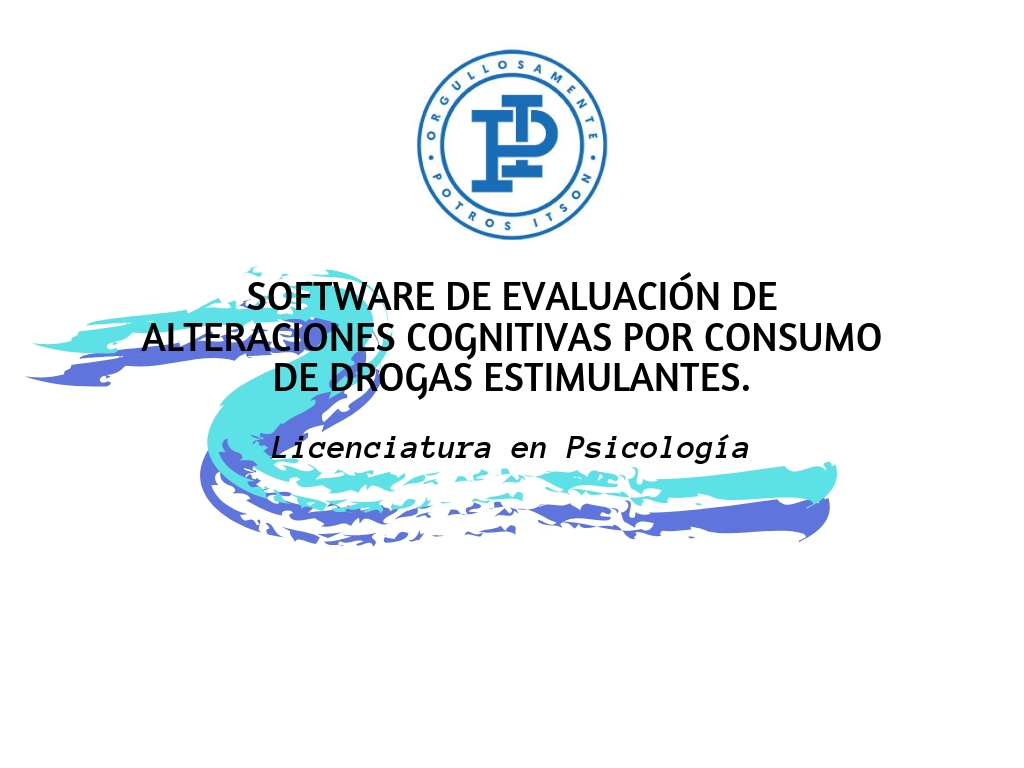 ORGULLOSAMENTE
POTROS ITSON
SOFTWARE DE EVALUACIÓN DE
ALTERACIONES COGNITIVAS POR CONSUMO
DE DROGAS ESTIMULANTES.
Licenciatura en Psicología